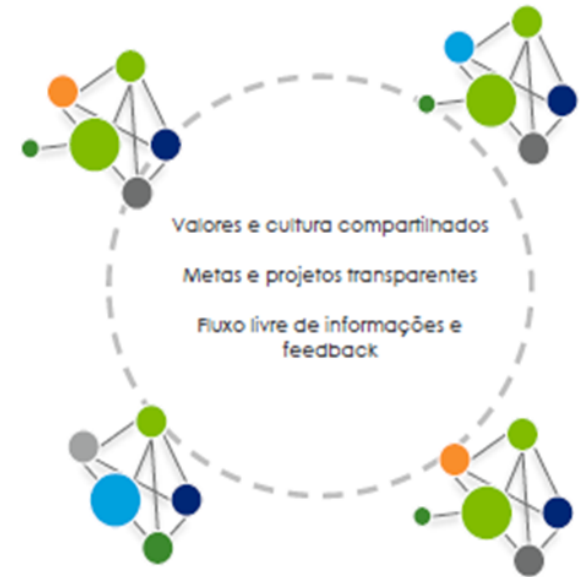 Valores e cultura compartilhados
Metas e projetos transparentes
Fluxo livre de informações e
feedback